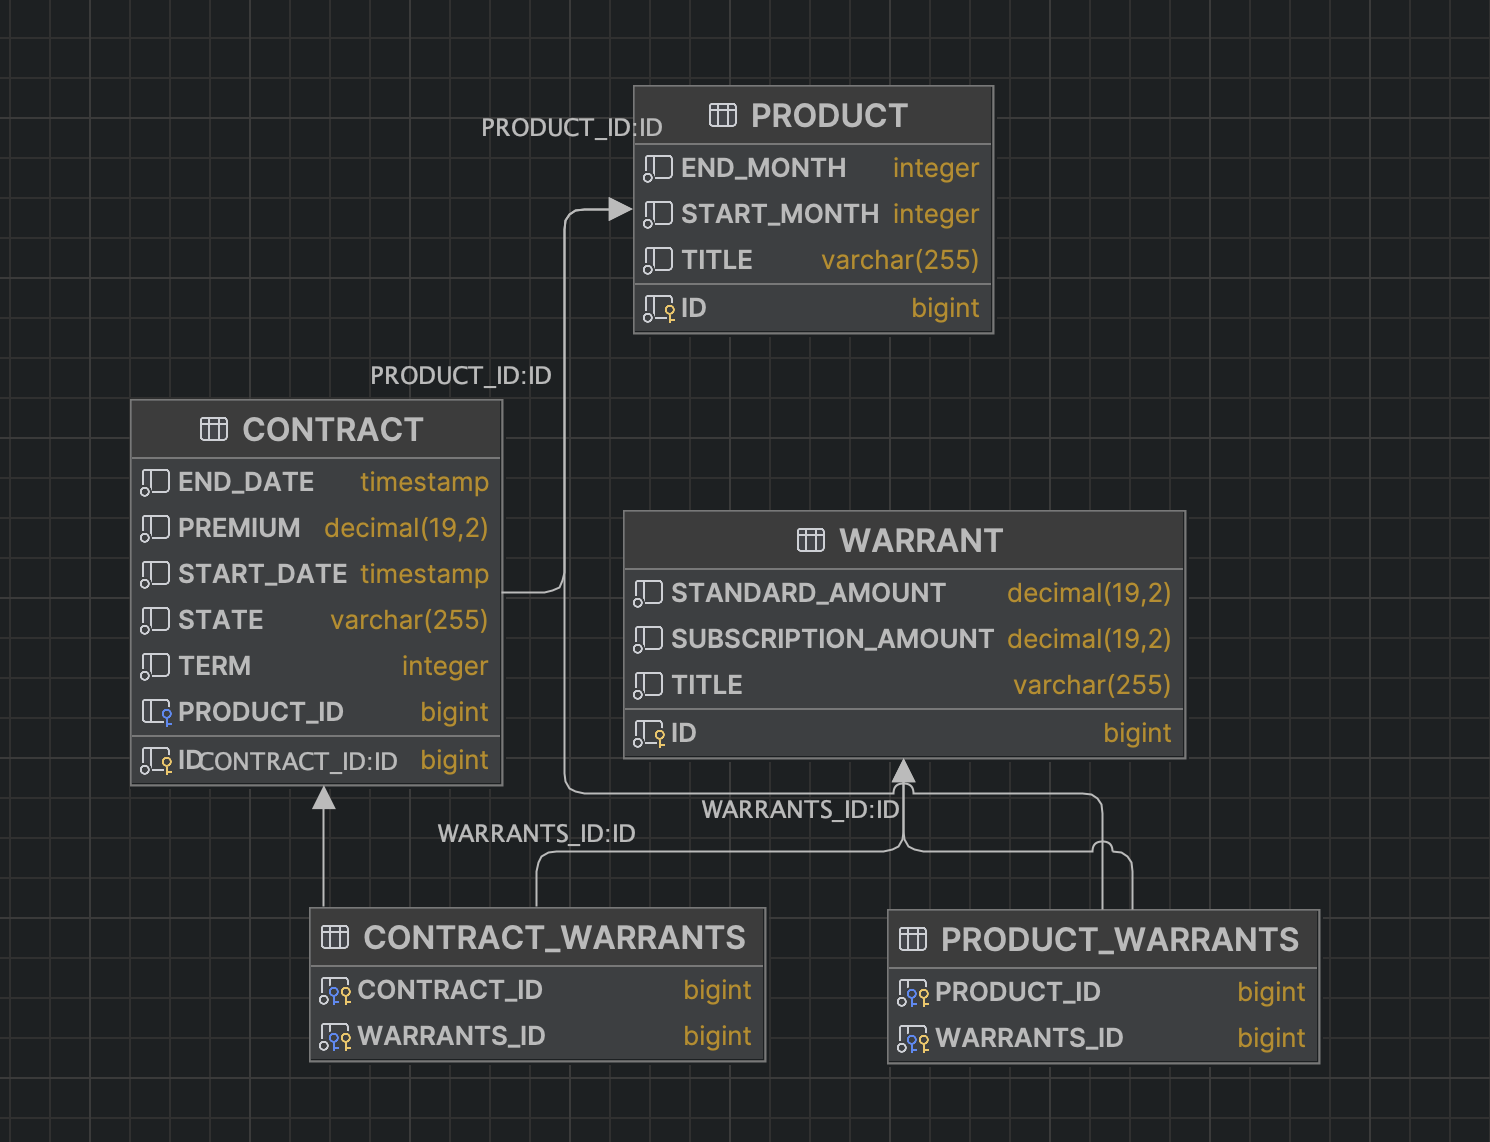 PRODUCT
PRODUCT_ID:ID
END_MONTH integer
START_MONTH integer
TITLE varchar(255)
ID bigint
PRODUCT_ID:ID
CONTRACT
END_DATE timestamp
PREMIUM decimal(19,2)
START_DATE timestamp
STATE varchar(255)
TERM integer
PRODUCT_ID bigint
ID bigint
CONTRACT_ID:ID
WARRANT
STANDARD_AMOUNT decimal(19,2)
SUBSCRIPTION_AMOUNT decimal(19,2)
TITLE varchar(255)
ID bigint
WARRANTS_ID:ID
WARRANTS_ID:ID
CONTRACT_WARRANTS
CONTRACT_ID bigint
WARRANTS_ID bigint
PRODUCT_WARRANTS
PRODUCT_ID bigint
WARRANTS_ID bigint